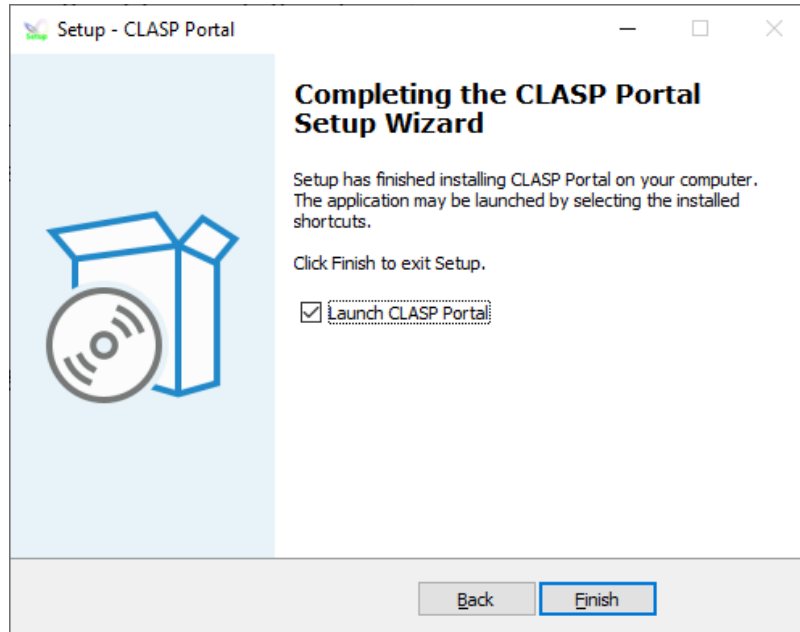 Setup - CLASP Portal
Completing the CLASP Portal
Setup Wizard
Setup has finished installing CLASP Portal on your computer.
The application may be launched by selecting the installed
shortcuts.
Click Finish to exit Setup.
Launch CLASP Portal
Back
Finish